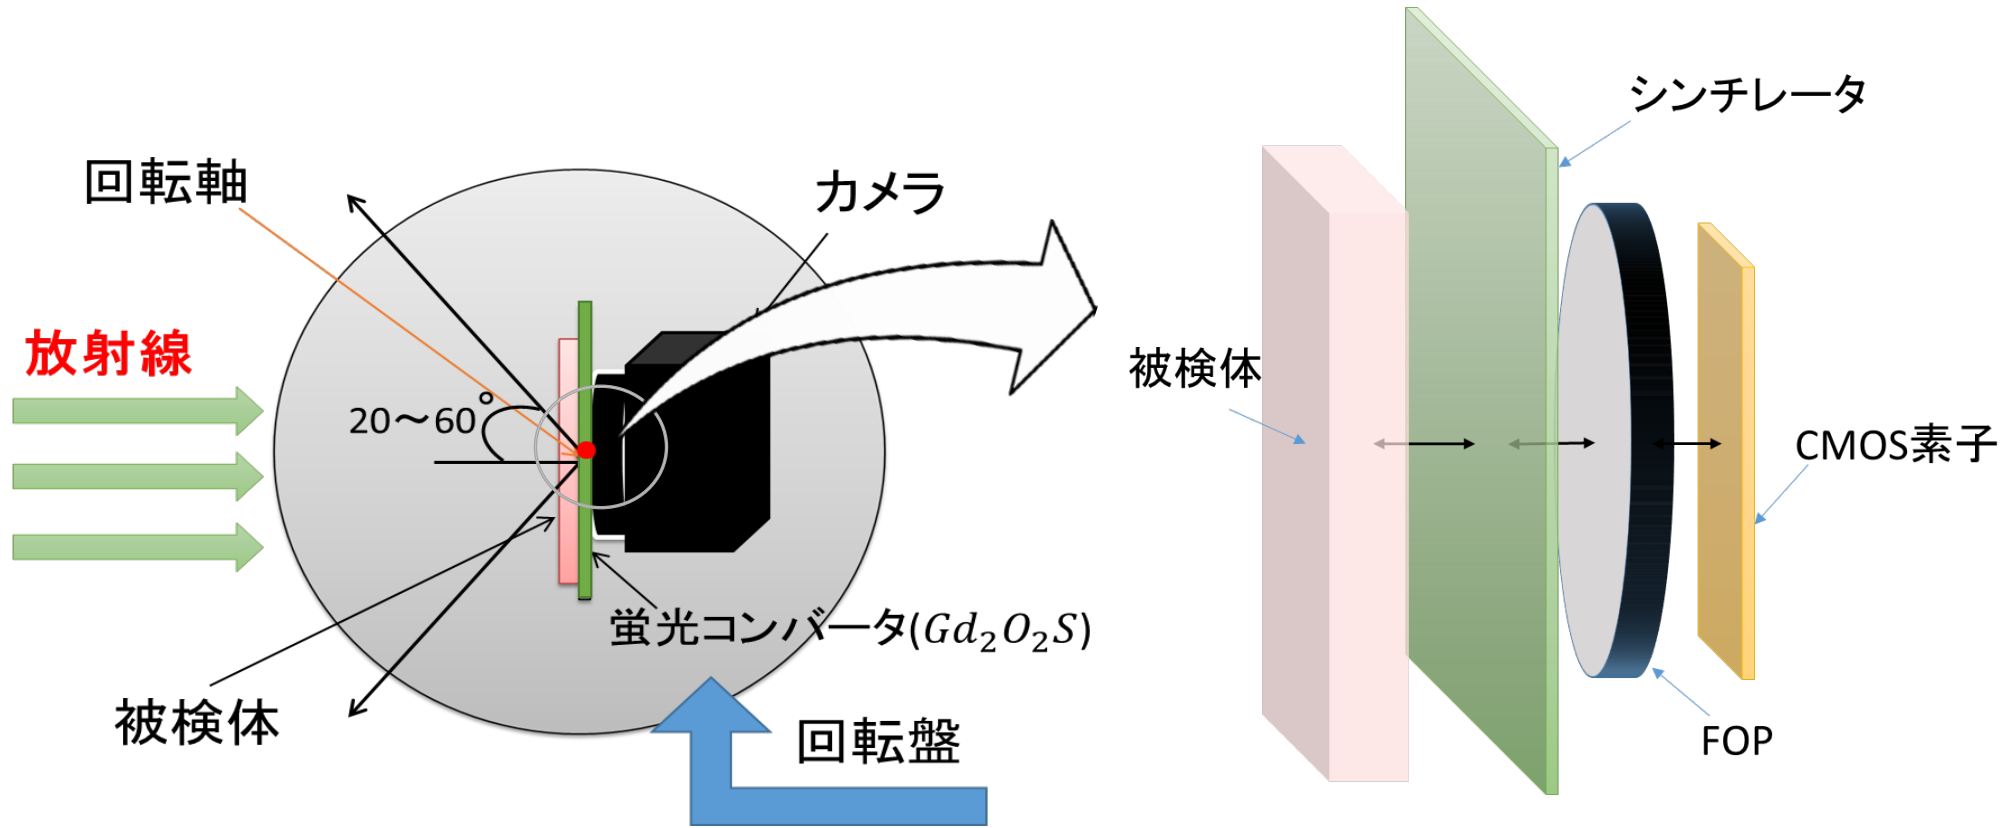 回転軸
カメラ
放射線
20～60°
蛍光コンバータ(Gd₂O₂S)
被検体
回転盤
シンチレータ
被検体
CMOS素子
FOP